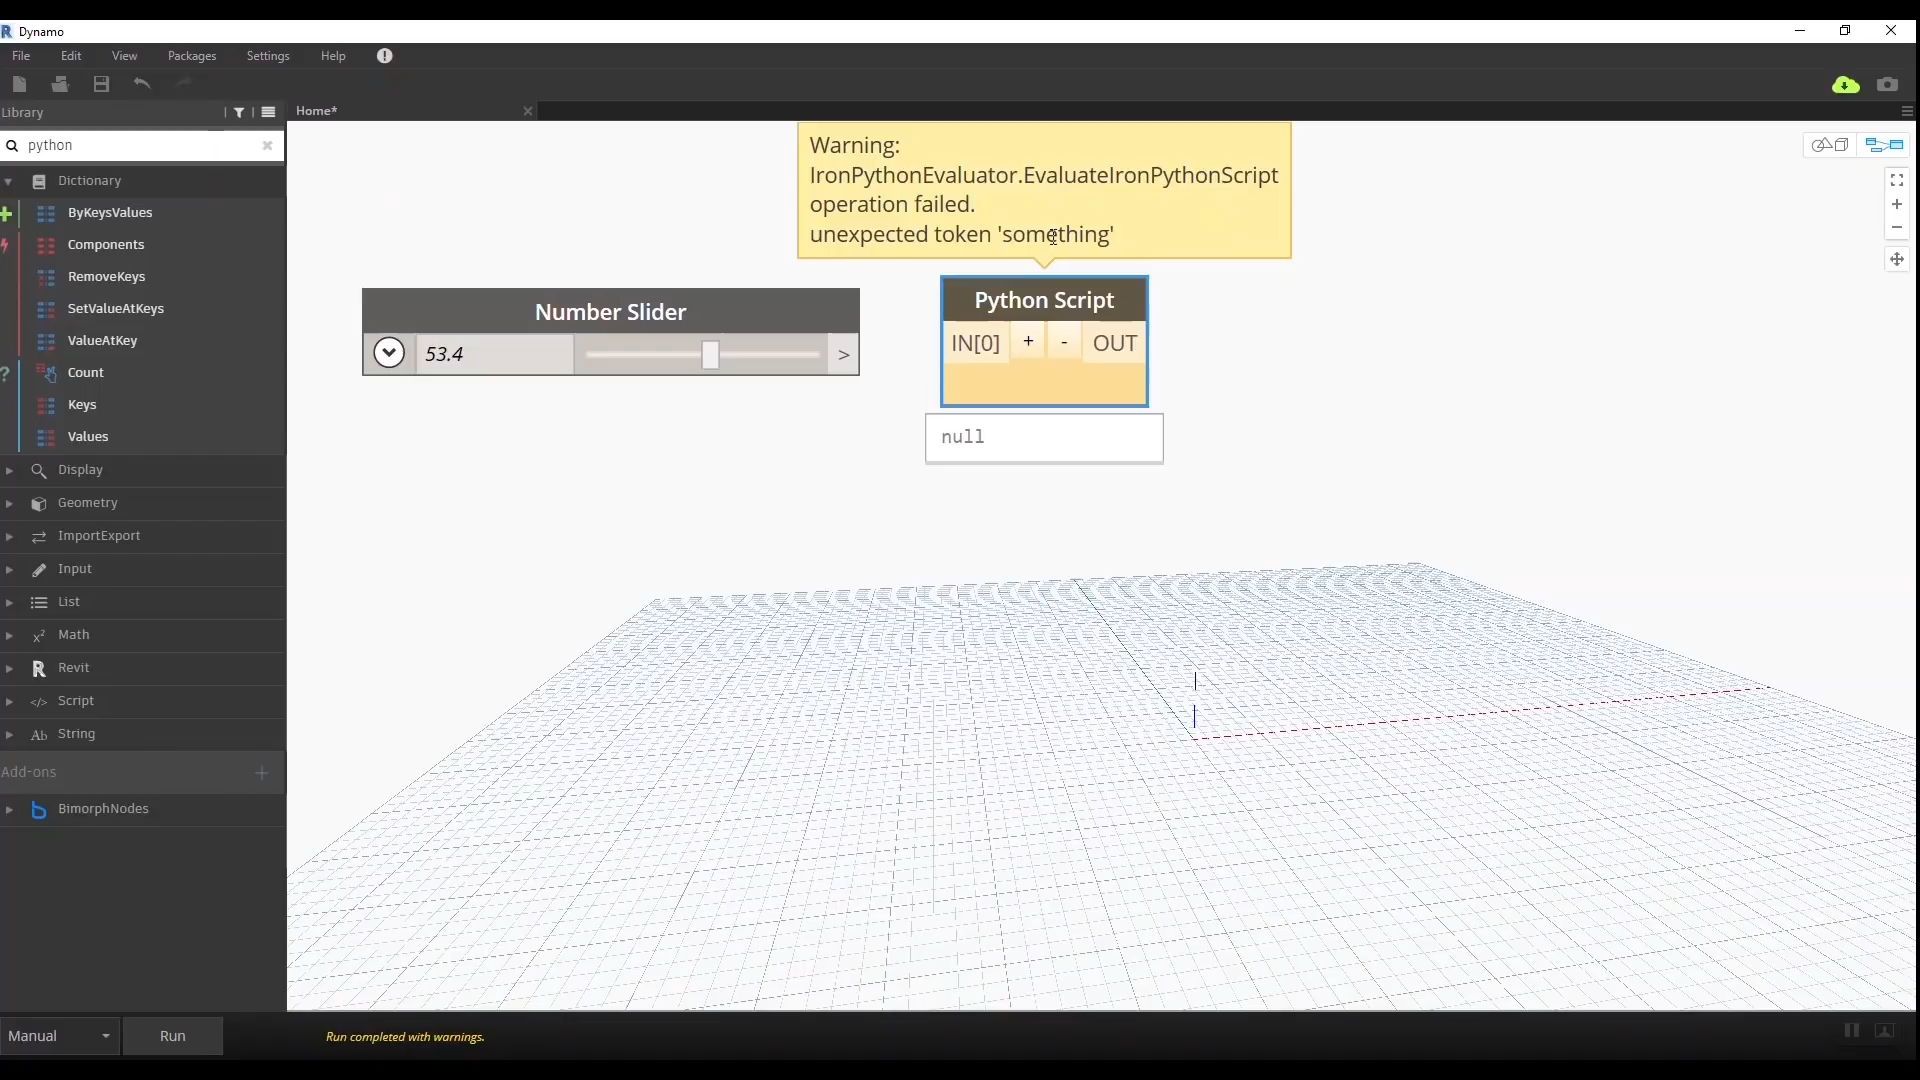 Dynamo
File Edit View Packages Settings Help
Library
Home*
python
Dictionary
ByKeysValues
Components
RemoveKeys
SetValueAtKeys
ValueAtKey
Count
Keys
Values
Display
Geometry
ImportExport
Input
List
Math
Revit
Script
String
Add-ons
BimorphNodes
Warning:
IronPythonEvaluator.EvaluateIronPythonScript
operation failed.
unexpected token 'something'
Number Slider
53.4 >
Python Script
IN[0] + - OUT
null
Manual Run Run completed with warnings.